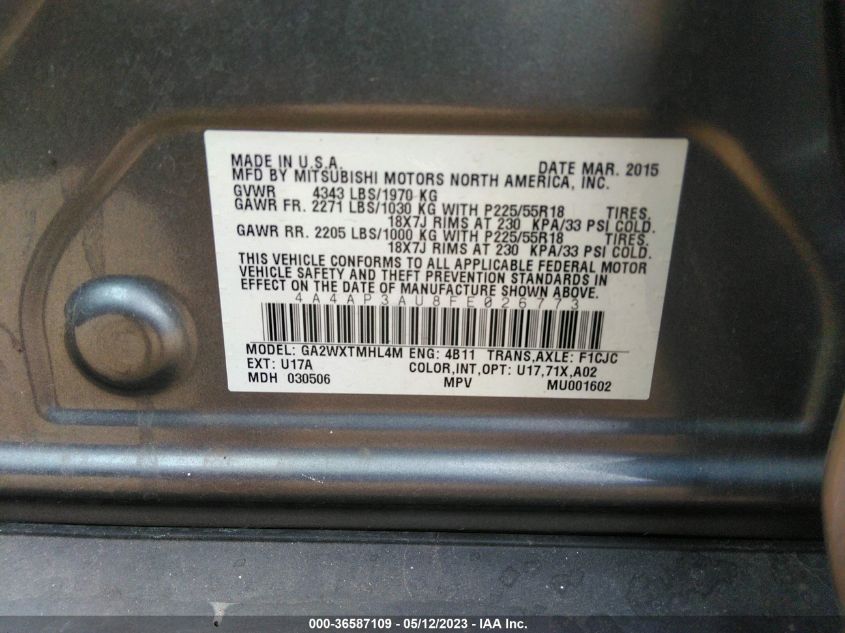 MADE IN U.S.A. DATE MAR. 2015
MFD BY MITSUBISHI MOTORS NORTH AMERICA, INC.
GVWR 4343 LBS/1970 KG
GAWR FR. 2271 LBS/1030 KG WITH P225/55R18 TIRES.
18X7J RIMS AT 230 KPA/33 PSI COLD.
GAWR RR. 2205 LBS/1000 KG WITH P225/55R18 TIRES.
18X7J RIMS AT 230 KPA/33 PSI COLD.
THIS VEHICLE CONFORMS TO ALL APPLICABLE FEDERAL MOTOR
VEHICLE SAFETY AND THEFT PREVENTION STANDARDS IN
EFFECT ON THE DATE OF MANUFACTURE SHOWN ABOVE.
4A4AP3AU8FE026773
MODEL: GA2WXTMHL4M ENG: 4B11 TRANS,AXLE: F1CJC
EXT: U17A COLOR,INT,OPT: U17,71X,A02
MDH 030506 MPV MU001602
000-36587109 - 05/12/2023 - IAA Inc.